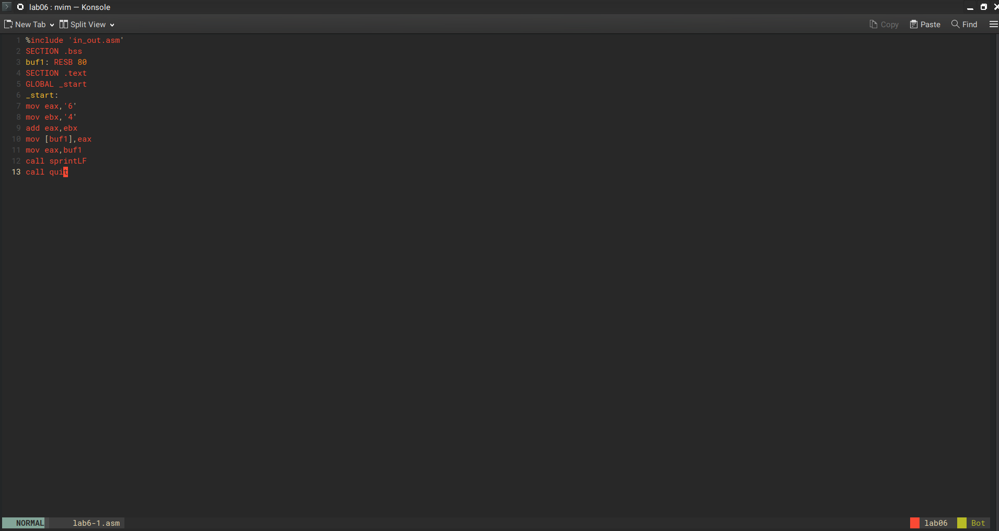 lab06 : nvim — Konsole
New Tab Split View Copy Paste Find
1 %include 'in_out.asm'
2 SECTION .bss
3 buf1: RESB 80
4 SECTION .text
5 GLOBAL _start
6 _start:
7 mov eax,'6'
8 mov ebx,'4'
9 add eax,ebx
10 mov [buf1],eax
11 mov eax,buf1
12 call sprintLF
13 call quit
NORMAL lab6-1.asm lab06 Bot